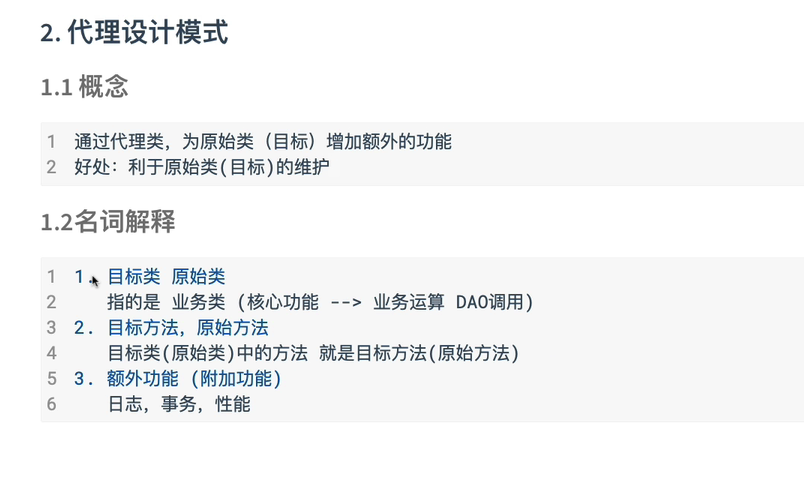 2. 代理设计模式
1.1 概念
1 通过代理类，为原始类（目标）增加额外的功能
2 好处：利于原始类(目标)的维护
1.2名词解释
1 1. 目标类 原始类
2 指的是 业务类 (核心功能 --> 业务运算 DAO调用)
3 2. 目标方法，原始方法
4 目标类(原始类)中的方法 就是目标方法(原始方法)
5 3. 额外功能 (附加功能)
6 日志，事务，性能